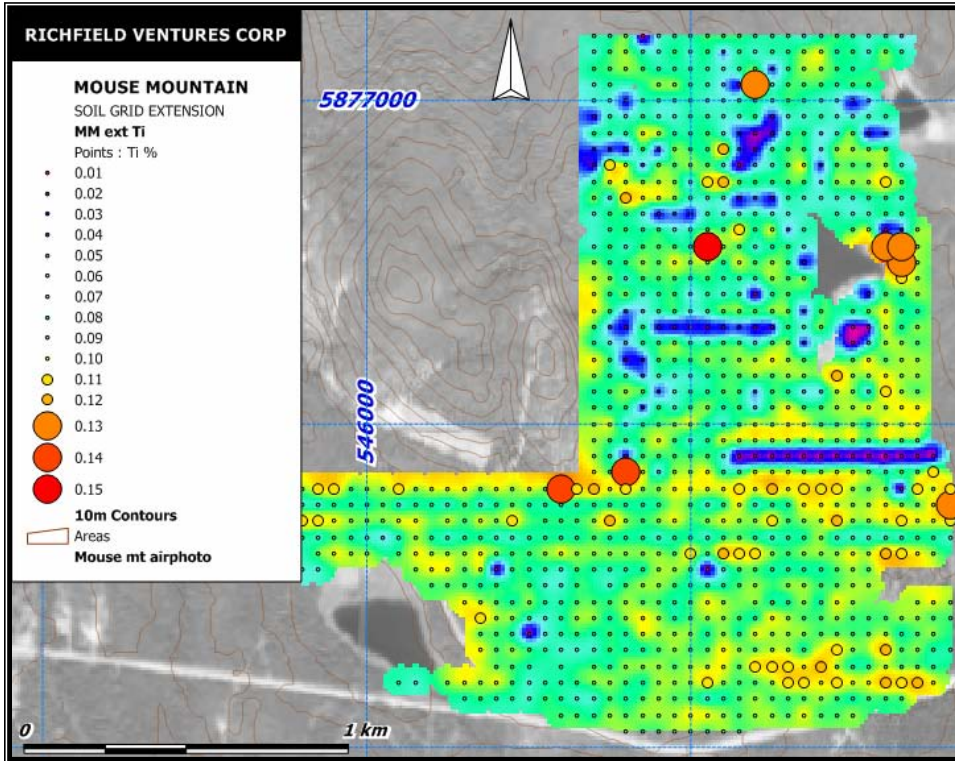 RICHFIELD VENTURES CORP
MOUSE MOUNTAIN
SOIL GRID EXTENSION
MM ext Ti
Points : Ti %
0.01
0.02
0.03
0.04
0.05
0.06
0.07
0.08
0.09
0.10
0.11
0.12
0.13
0.14
0.15
10m Contours
Areas
Mouse mt airphoto
5877000
546000
0 1 km